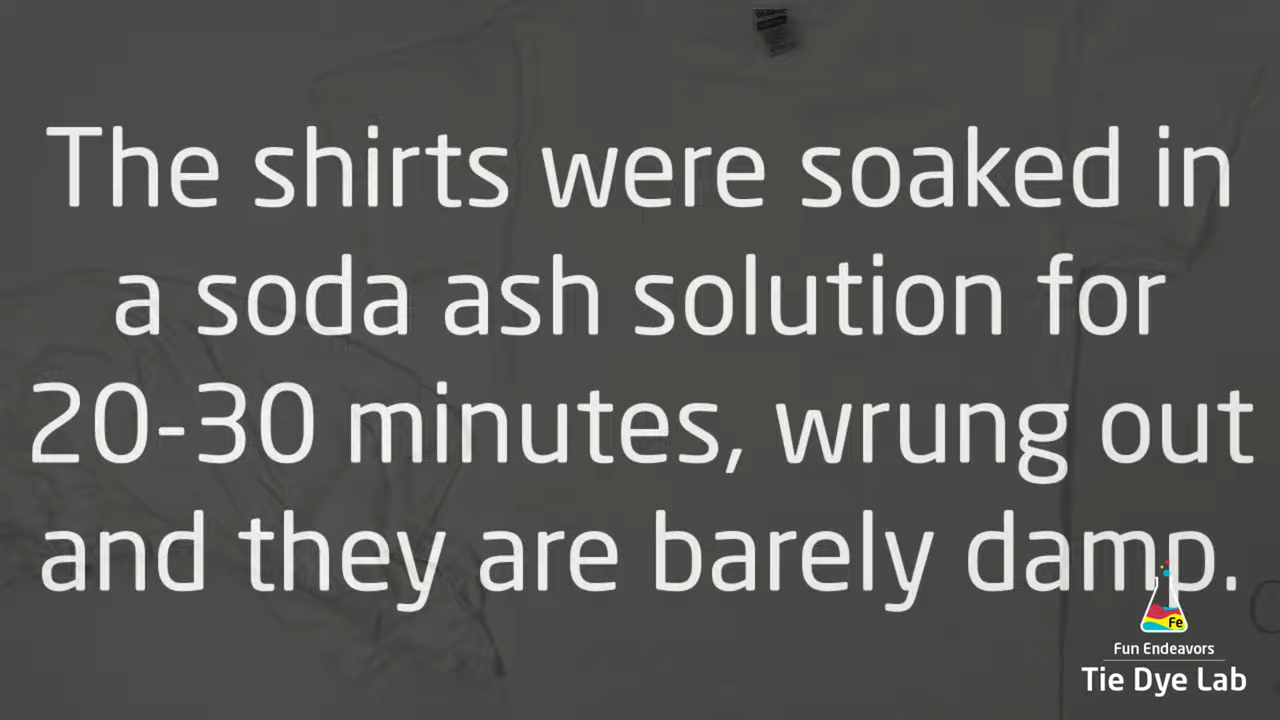 The shirts were soaked in
a soda ash solution for
20-30 minutes, wrung out
and they are barely damp.
Fe
Fun Endeavors
Tie Dye Lab